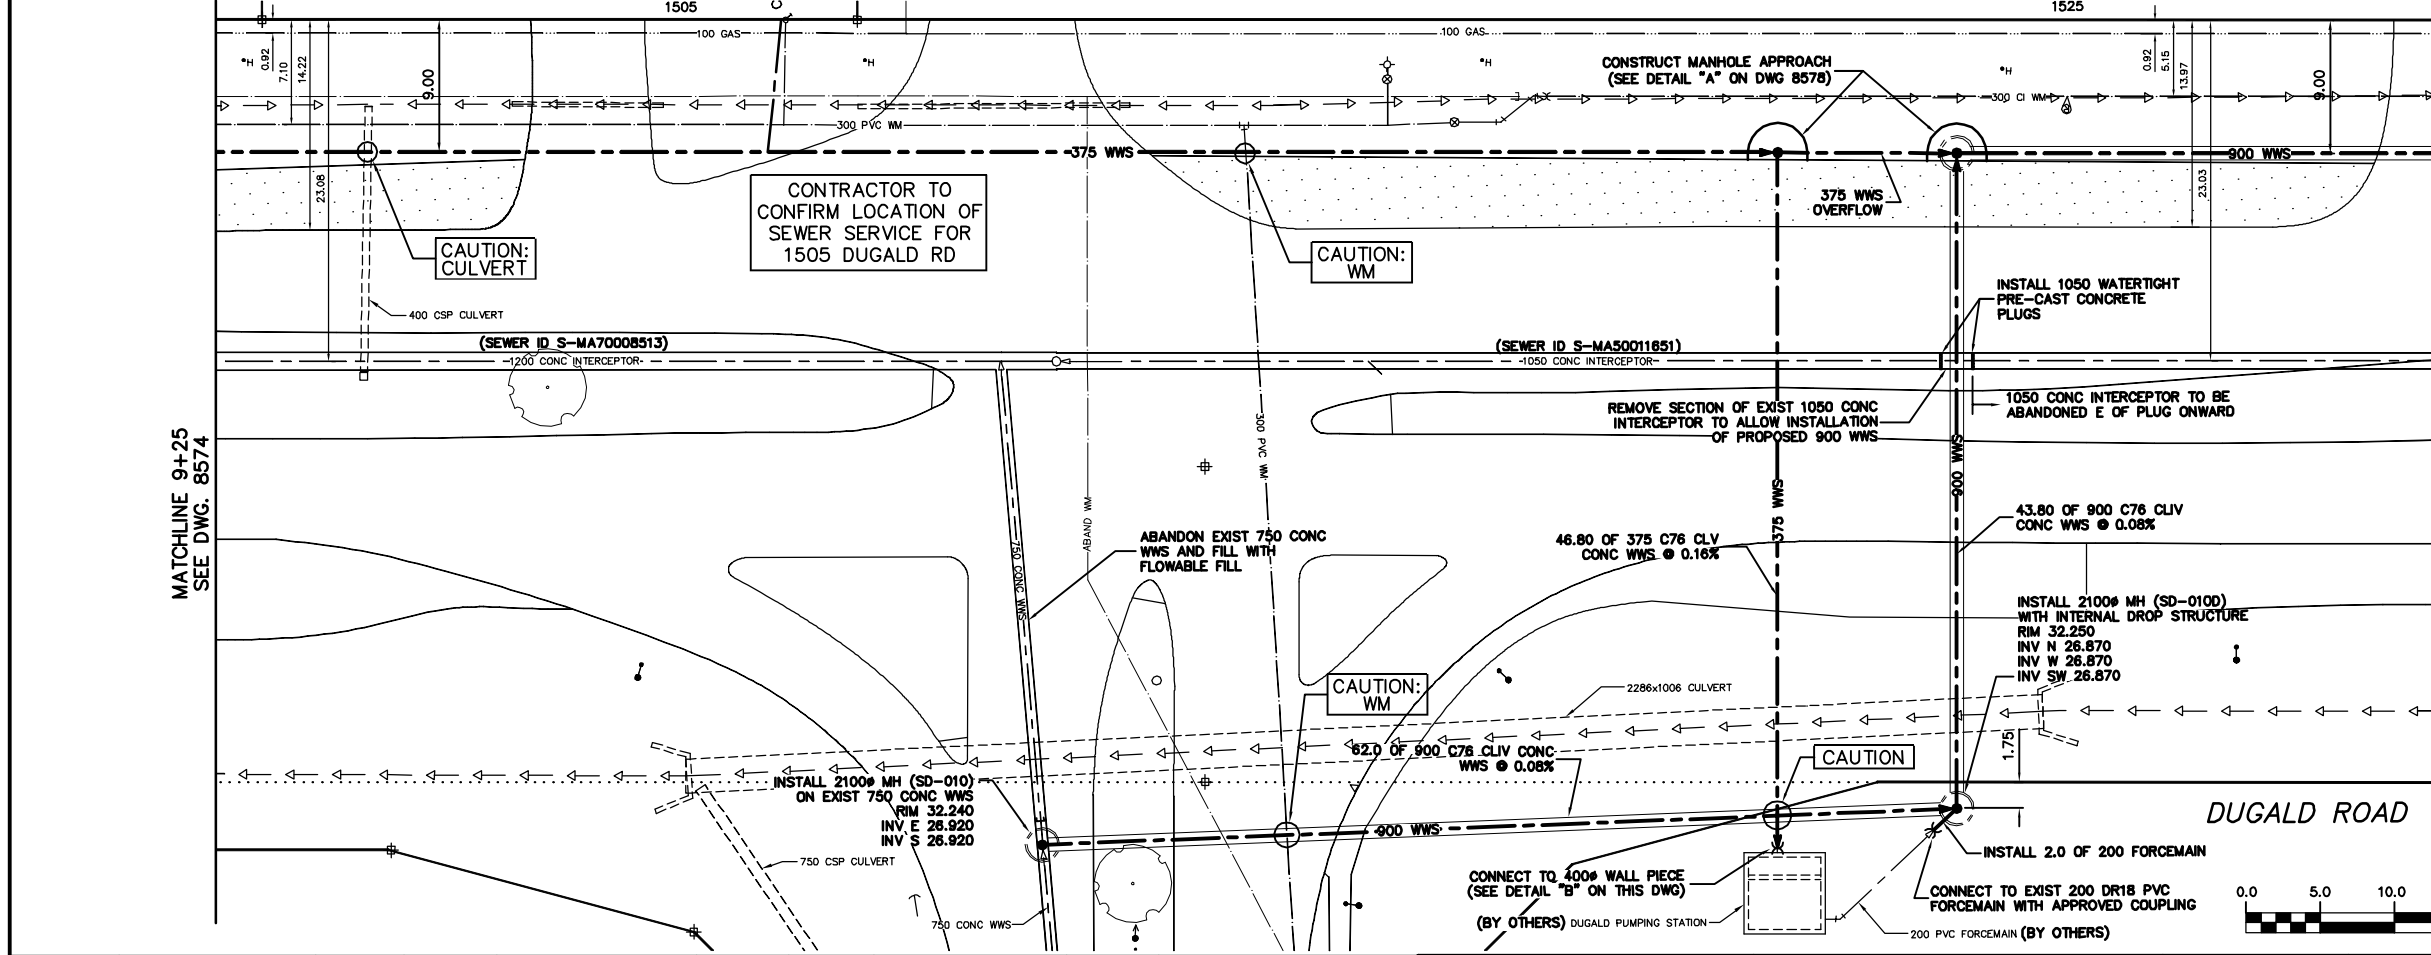 1505
1525
100 GAS
100 GAS
0.92
7.10
14.22
9.00
23.08
H
H
H
H
CONSTRUCT MANHOLE APPROACH
(SEE DETAIL "A" ON DWG 8578)
0.92
5.15
13.97
9.00
23.03
300 CI WM
300 PVC WM
375 WWS
900 WWS
375 WWS
OVERFLOW
CONTRACTOR TO
CONFIRM LOCATION OF
SEWER SERVICE FOR
1505 DUGALD RD
CAUTION:
CULVERT
CAUTION:
WM
INSTALL 1050 WATERTIGHT
PRE-CAST CONCRETE
PLUGS
400 CSP CULVERT
(SEWER ID S-MA70008513)
1200 CONC INTERCEPTOR
(SEWER ID S-MA50011651)
1050 CONC INTERCEPTOR
1050 CONC INTERCEPTOR TO BE
ABANDONED E OF PLUG ONWARD
REMOVE SECTION OF EXIST 1050 CONC
INTERCEPTOR TO ALLOW INSTALLATION
OF PROPOSED 900 WWS
MATCHLINE 9+25
SEE DWG. 8574
300 PVC WM
ABAND WM
750 CONC WWS
375 WWS
900 WWS
ABANDON EXIST 750 CONC
WWS AND FILL WITH
FLOWABLE FILL
46.80 OF 375 C76 CLV
CONC WWS @ 0.16%
43.80 OF 900 C76 CLIV
CONC WWS @ 0.08%
INSTALL 2100ø MH (SD-010D)
WITH INTERNAL DROP STRUCTURE
RIM 32.250
INV N 26.870
INV W 26.870
INV SW 26.870
CAUTION:
WM
2286x1006 CULVERT
62.0 OF 900 C76 CLIV CONC
WWS @ 0.08%
CAUTION
1.75
INSTALL 2100ø MH (SD-010)
ON EXIST 750 CONC WWS
RIM 32.240
INV E 26.920
INV S 26.920
900 WWS
DUGALD ROAD
750 CSP CULVERT
INSTALL 2.0 OF 200 FORCEMAIN
CONNECT TO 400ø WALL PIECE
(SEE DETAIL "B" ON THIS DWG)
CONNECT TO EXIST 200 DR18 PVC
FORCEMAIN WITH APPROVED COUPLING
0.0 5.0 10.0
750 CONC WWS
(BY OTHERS) DUGALD PUMPING STATION
200 PVC FORCEMAIN (BY OTHERS)